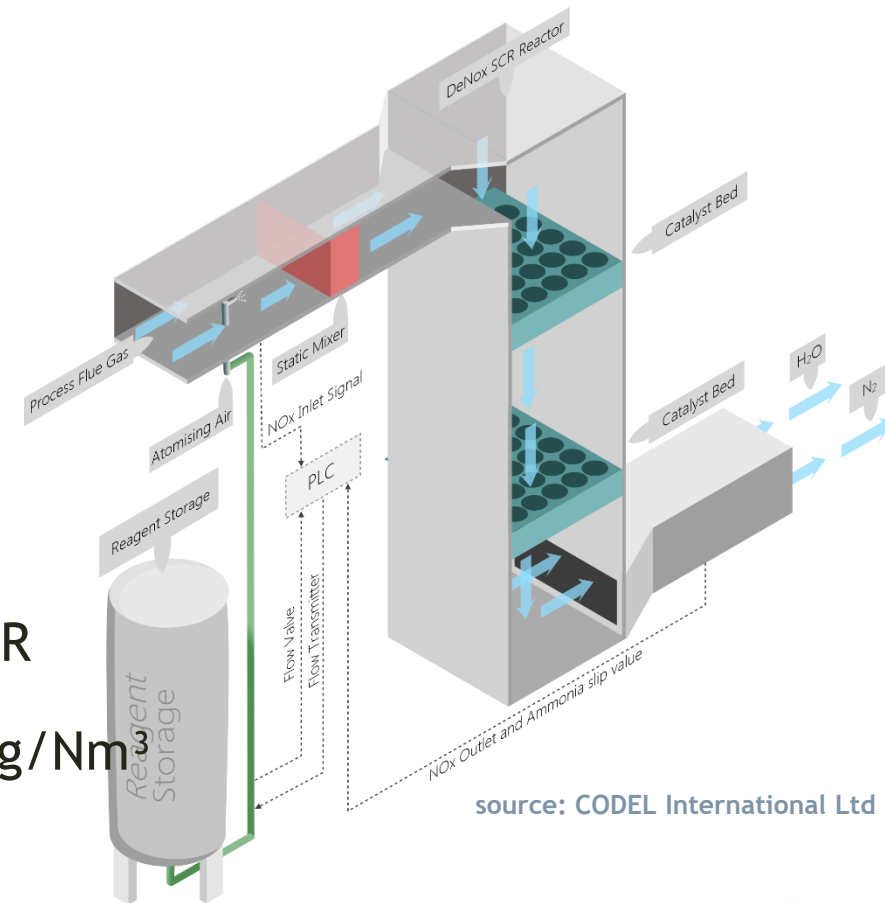 DeNox SCR Reactor
Catalyst Bed
Process Flue Gas
Static Mixer
Atomising Air
NOx Inlet Signal
Catalyst Bed
H₂O
N₂
PLC
Reagent Storage
Flow Valve
Flow Transmitter
R
g/Nm³
Reagent
Storage
NOx Outlet and Ammonia slip value
source: CODEL International Ltd